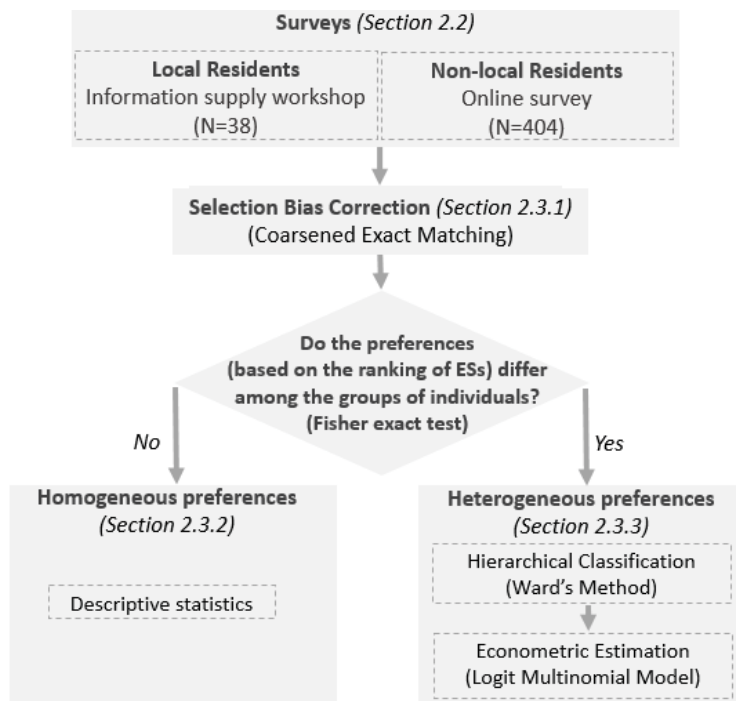 Surveys (Section 2.2)
Local Residents
Information supply workshop
(N=38)
Non-local Residents
Online survey
(N=404)
Selection Bias Correction (Section 2.3.1)
(Coarsened Exact Matching)
Do the preferences
(based on the ranking of ESs) differ
among the groups of individuals?
(Fisher exact test)
No
Yes
Homogeneous preferences
(Section 2.3.2)
Descriptive statistics
Heterogeneous preferences
(Section 2.3.3)
Hierarchical Classification
(Ward's Method)
Econometric Estimation
(Logit Multinomial Model)